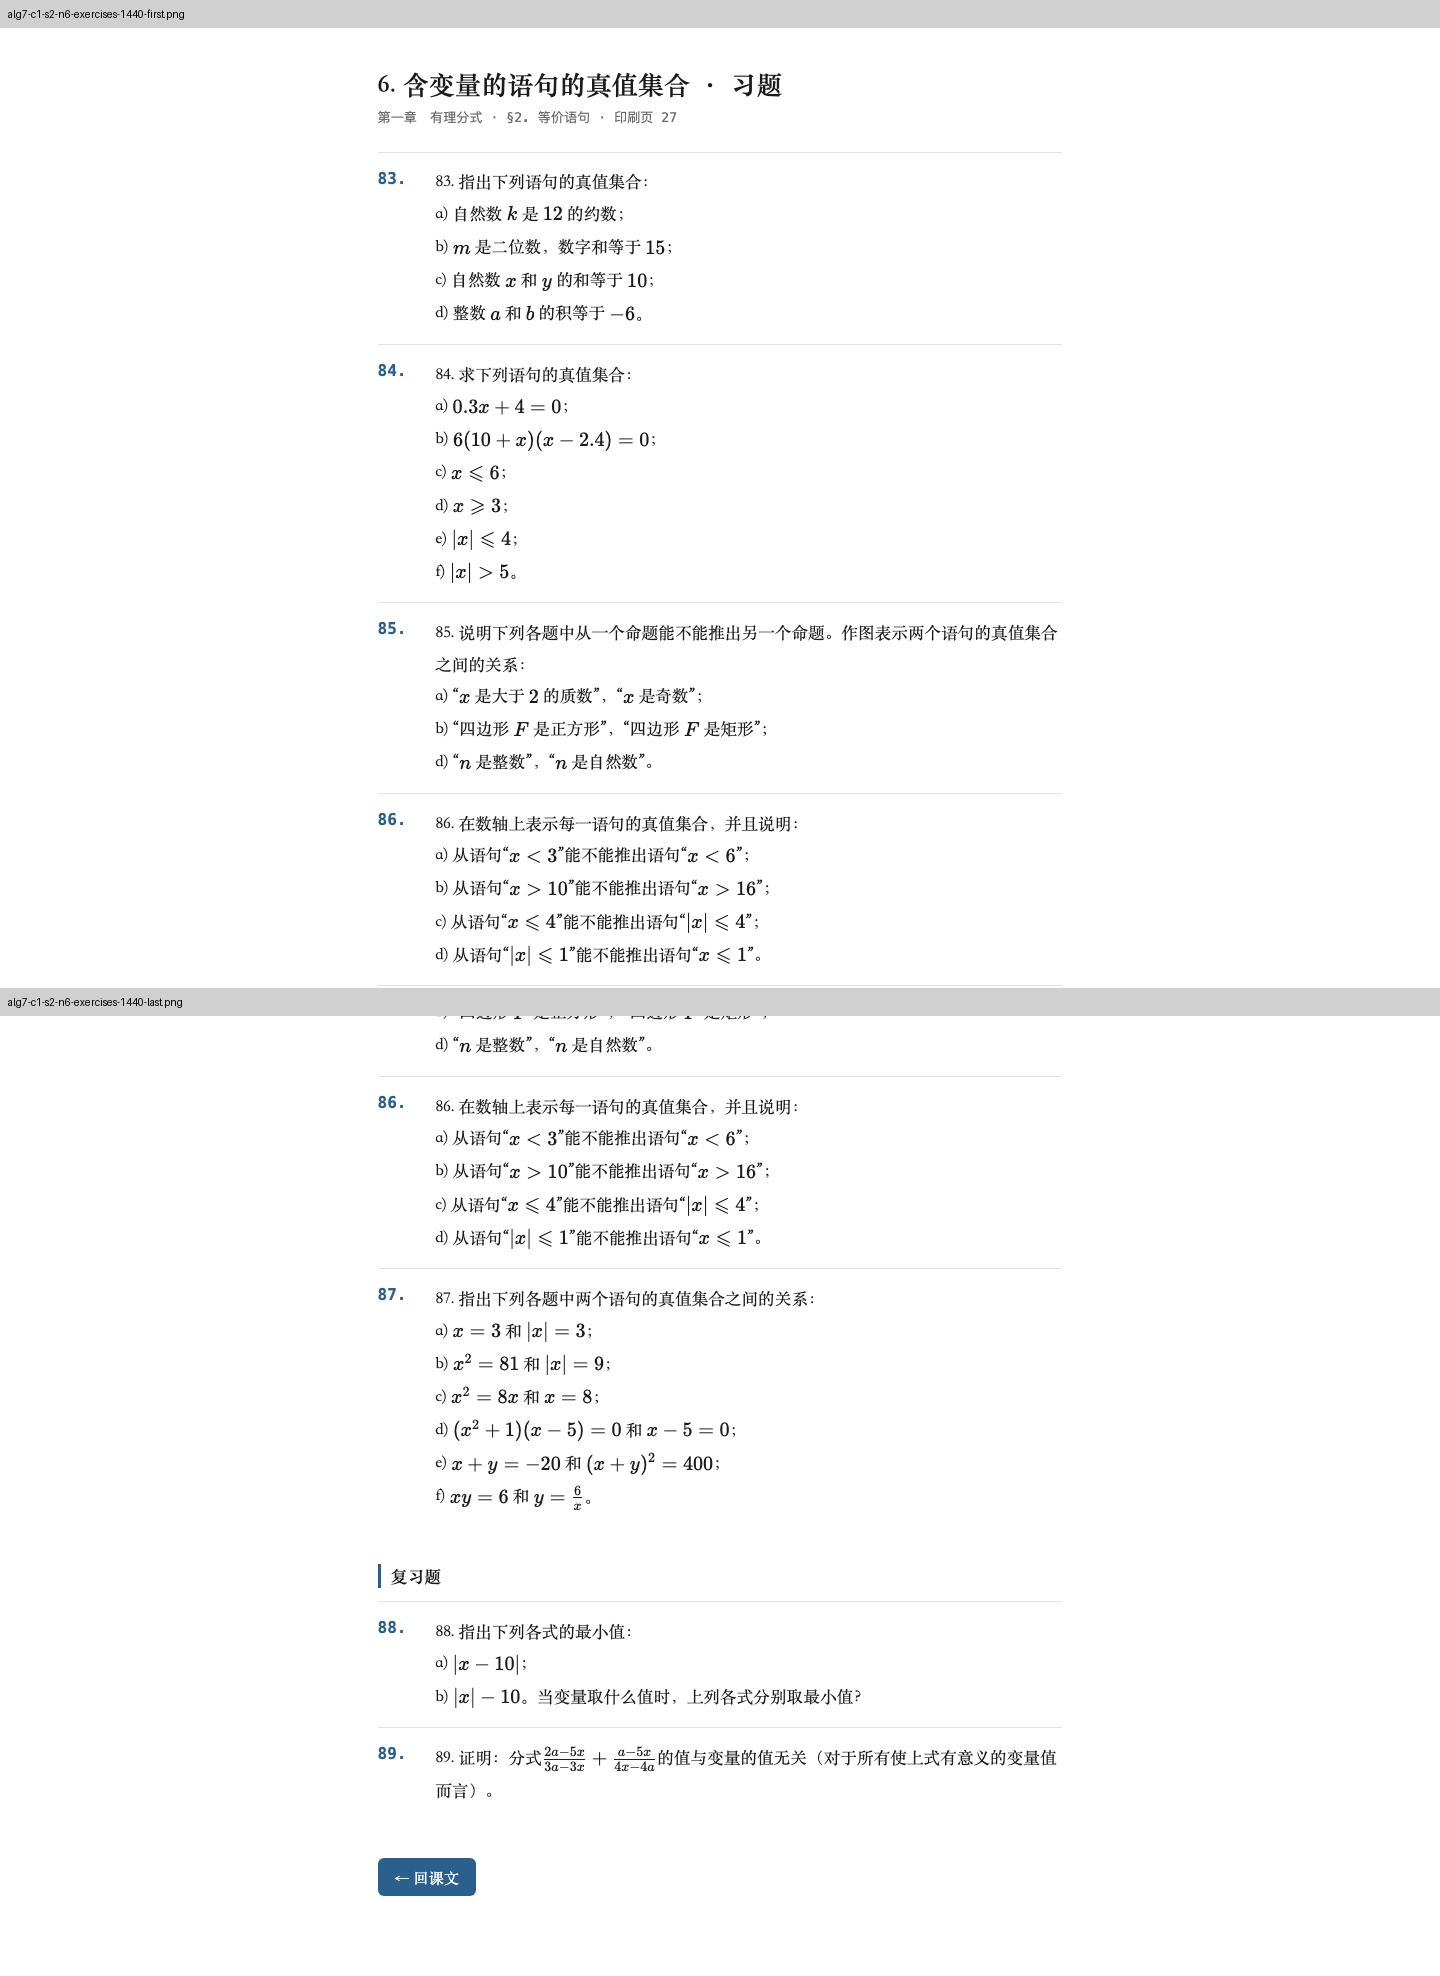 alg7-c1-s2-n6-exercises-1440-first.png
6. 含变量的语句的真值集合 · 习题
第一章 有理分式 · §2. 等价语句 · 印刷页 27
83. 83. 指出下列语句的真值集合：
a) 自然数 k 是 12 的约数；
b) m 是二位数，数字和等于 15；
c) 自然数 x 和 y 的和等于 10；
d) 整数 a 和 b 的积等于 −6。
84. 84. 求下列语句的真值集合：
a) 0.3x + 4 = 0；
b) 6(10 + x)(x − 2.4) = 0；
c) x ⩽ 6；
d) x ⩾ 3；
e) |x| ⩽ 4；
f) |x| > 5。
85. 85. 说明下列各题中从一个命题能不能推出另一个命题。作图表示两个语句的真值集合
之间的关系：
a) “x 是大于 2 的质数”，“x 是奇数”；
b) “四边形 F 是正方形”，“四边形 F 是矩形”；
d) “n 是整数”，“n 是自然数”。
86. 86. 在数轴上表示每一语句的真值集合，并且说明：
a) 从语句“x < 3”能不能推出语句“x < 6”；
b) 从语句“x > 10”能不能推出语句“x > 16”；
c) 从语句“x ⩽ 4”能不能推出语句“|x| ⩽ 4”；
d) 从语句“|x| ⩽ 1”能不能推出语句“x ⩽ 1”。
alg7-c1-s2-n6-exercises-1440-last.png
d) “n 是整数”，“n 是自然数”。
86. 86. 在数轴上表示每一语句的真值集合，并且说明：
a) 从语句“x < 3”能不能推出语句“x < 6”；
b) 从语句“x > 10”能不能推出语句“x > 16”；
c) 从语句“x ⩽ 4”能不能推出语句“|x| ⩽ 4”；
d) 从语句“|x| ⩽ 1”能不能推出语句“x ⩽ 1”。
87. 87. 指出下列各题中两个语句的真值集合之间的关系：
a) x = 3 和 |x| = 3；
b) x² = 81 和 |x| = 9；
c) x² = 8x 和 x = 8；
d) (x² + 1)(x − 5) = 0 和 x − 5 = 0；
e) x + y = −20 和 (x + y)² = 400；
f) xy = 6 和 y = 6/x。
复习题
88. 88. 指出下列各式的最小值：
a) |x − 10|；
b) |x| − 10。当变量取什么值时，上列各式分别取最小值？
89. 89. 证明：分式 (2a−5x)/(3a−3x) + (a−5x)/(4x−4a) 的值与变量的值无关（对于所有使上式有意义的变量值
而言）。
← 回课文